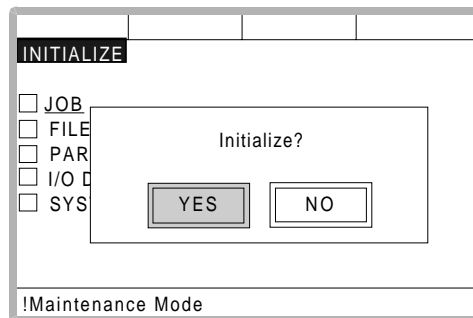 INITIALIZE
JOB
FILE
PAR
I/O D
SYS
Initialize?
YES
NO
!Maintenance Mode